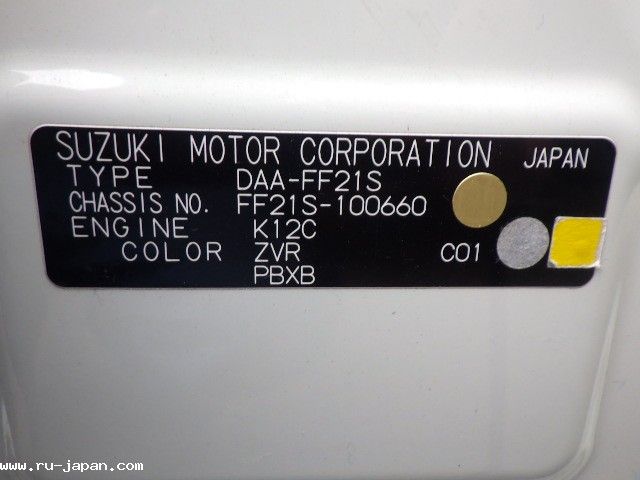 SUZUKI MOTOR CORPORATION JAPAN
TYPE DAA-FF21S
CHASSIS NO. FF21S-100660
ENGINE K12C
COLOR ZVR C01
PBXB
www.ru-japan.com